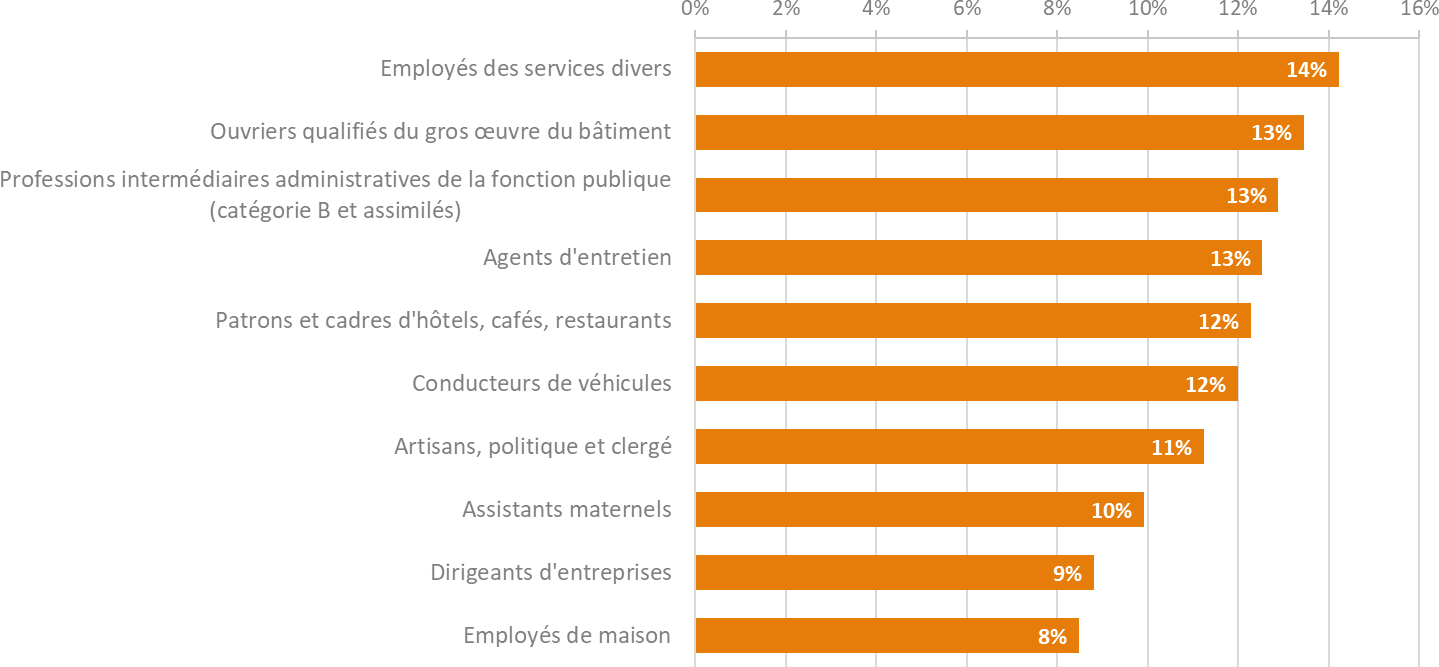 0% 2% 4% 6% 8% 10% 12% 14% 16%
Employés des services divers 14%
Ouvriers qualifiés du gros œuvre du bâtiment 13%
Professions intermédiaires administratives de la fonction publique
(catégorie B et assimilés) 13%
Agents d'entretien 13%
Patrons et cadres d'hôtels, cafés, restaurants 12%
Conducteurs de véhicules 12%
Artisans, politique et clergé 11%
Assistants maternels 10%
Dirigeants d'entreprises 9%
Employés de maison 8%